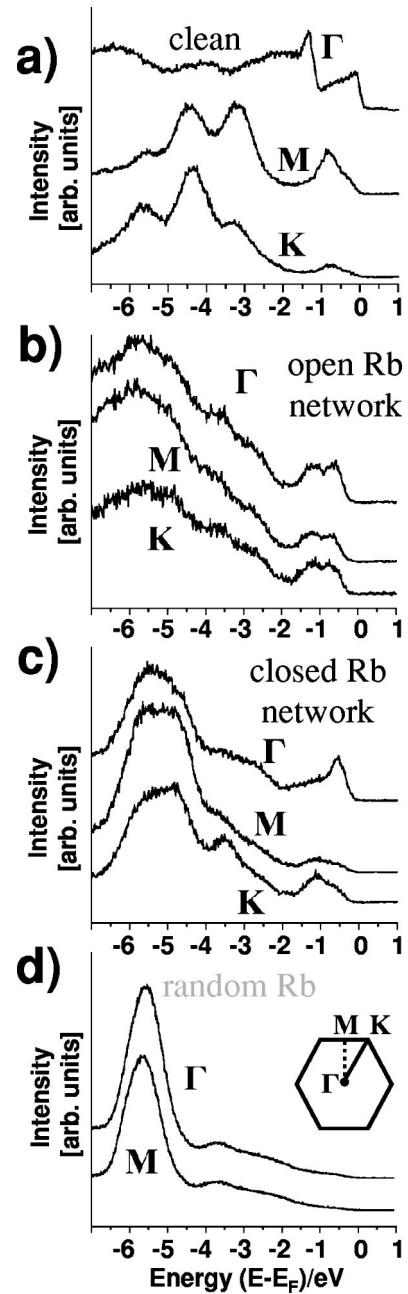 a)
clean
Γ
M
K
Intensity
[arb. units]
-6 -5 -4 -3 -2 -1 0 1
b)
open Rb
network
Γ
M
K
Intensity
[arb. units]
-6 -5 -4 -3 -2 -1 0 1
c)
closed Rb
network
Γ
M
K
Intensity
[arb. units]
-6 -5 -4 -3 -2 -1 0 1
d)
random Rb
M K
Γ
Γ
M
Intensity
[arb. units]
-6 -5 -4 -3 -2 -1 0 1
Energy (E-E_F)/eV